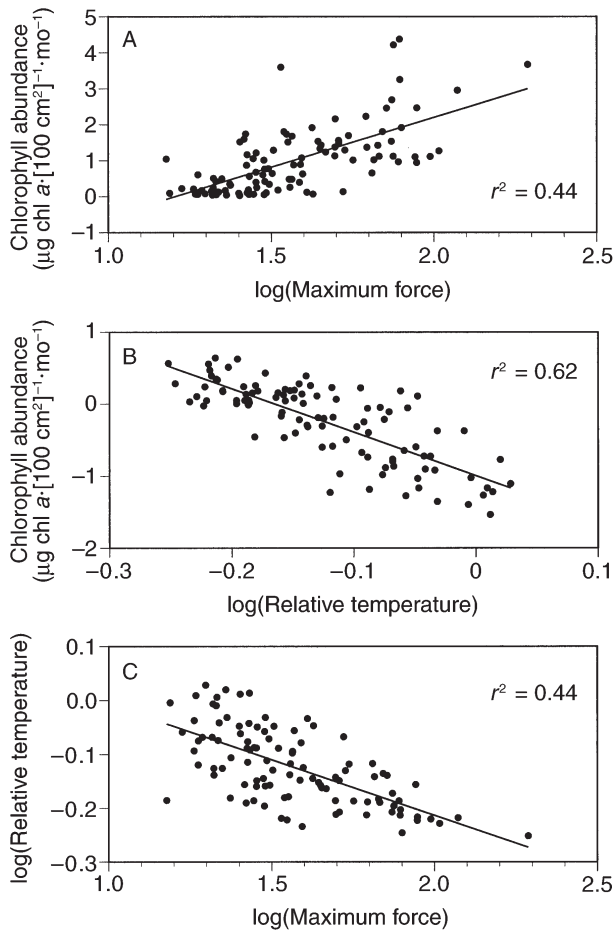 A
Chlorophyll abundance
(μg chl a·[100 cm²]⁻¹·mo⁻¹)
5
4
3
2
1
0
−1
r² = 0.44
1.0
1.5
2.0
2.5
log(Maximum force)
B
Chlorophyll abundance
(μg chl a·[100 cm²]⁻¹·mo⁻¹)
1
0
−1
−2
r² = 0.62
−0.3
−0.2
−0.1
0
0.1
log(Relative temperature)
C
log(Relative temperature)
0.1
0.0
−0.1
−0.2
−0.3
r² = 0.44
1.0
1.5
2.0
2.5
log(Maximum force)